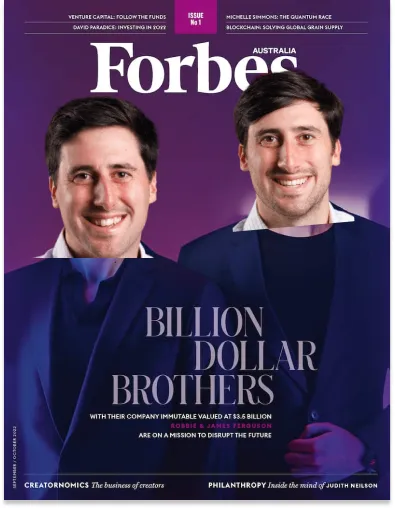 VENTURE CAPITAL: FOLLOW THE FUNDS
DAVID PARADICE: INVESTING IN 2022
ISSUE
No 1
MICHELLE SIMMONS: THE QUANTUM RACE
BLOCKCHAIN: SOLVING GLOBAL GRAIN SUPPLY
AUSTRALIA
Forbes
BILLION
DOLLAR
BROTHERS
WITH THEIR COMPANY IMMUTABLE VALUED AT $3.5 BILLION
ROBBIE & JAMES FERGUSON
ARE ON A MISSION TO DISRUPT THE FUTURE
SEPTEMBER / OCTOBER 2022
CREATORNOMICS The business of creators
PHILANTHROPY Inside the mind of JUDITH NEILSON